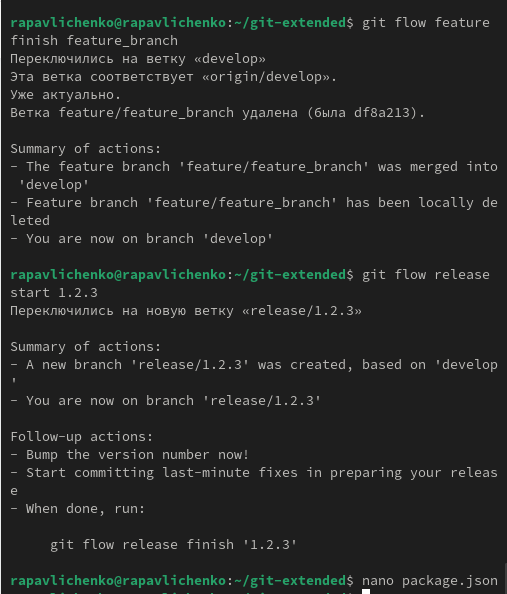 rapavlichenko@rapavlichenko:~/git-extended$ git flow feature
finish feature_branch
Переключились на ветку «develop»
Эта ветка соответствует «origin/develop».
Уже актуально.
Ветка feature/feature_branch удалена (была df8a213).
Summary of actions:
- The feature branch 'feature/feature_branch' was merged into
'develop'
- Feature branch 'feature/feature_branch' has been locally de
leted
- You are now on branch 'develop'
rapavlichenko@rapavlichenko:~/git-extended$ git flow release
start 1.2.3
Переключились на новую ветку «release/1.2.3»
Summary of actions:
- A new branch 'release/1.2.3' was created, based on 'develop
'
- You are now on branch 'release/1.2.3'
Follow-up actions:
- Bump the version number now!
- Start committing last-minute fixes in preparing your releas
e
- When done, run:
git flow release finish '1.2.3'
rapavlichenko@rapavlichenko:~/git-extended$ nano package.json